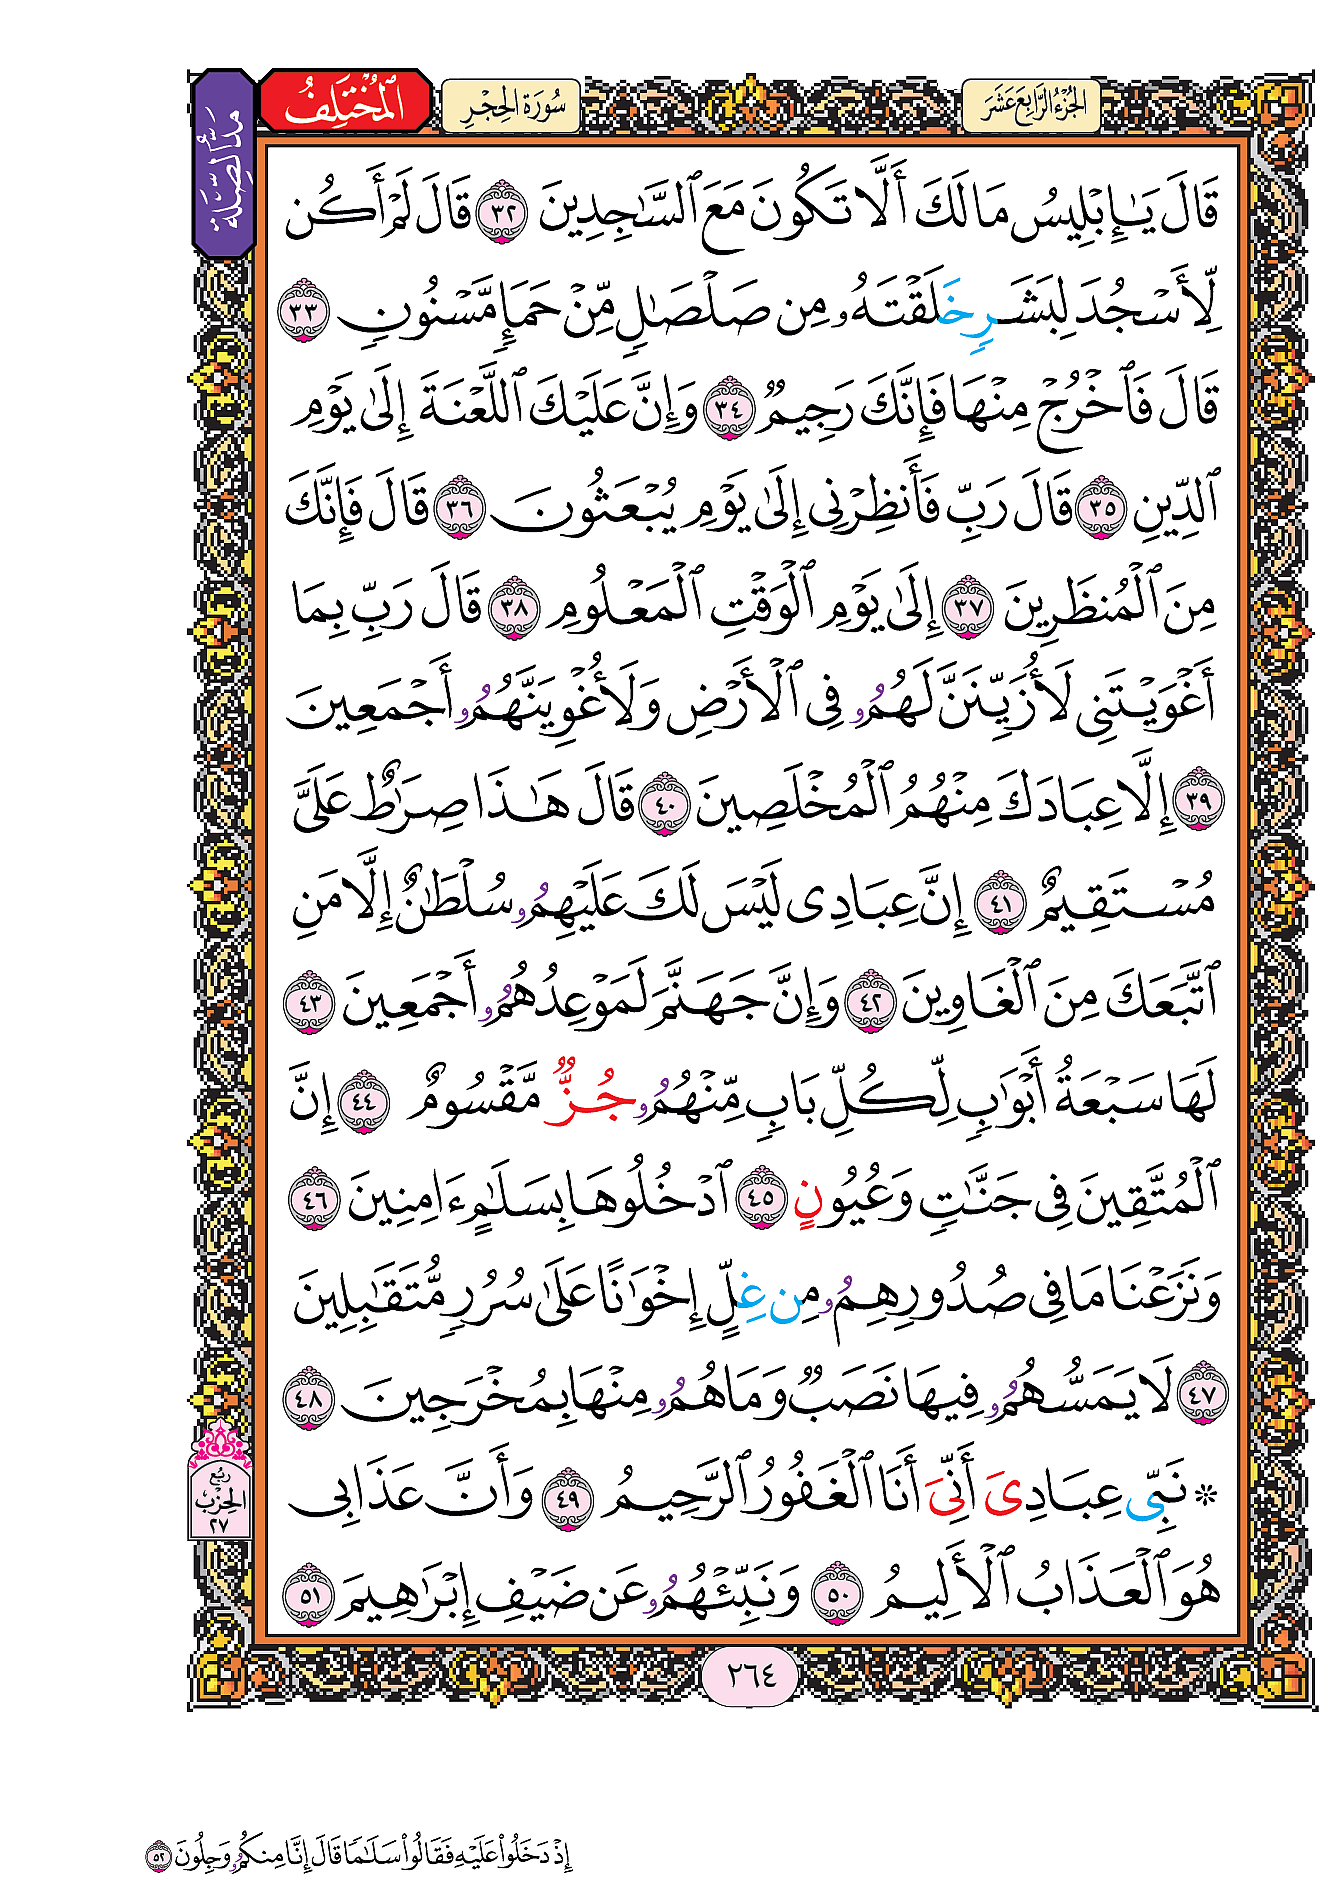 الجُزْءُ الرَّابِعَ عَشَرَ
سُورَةُ الحِجْرِ
ٱلمُخْتَلِفُ
مَدُّ ٱلصِّلَةِ
قَالَ يَـٰٓإِبْلِيسُ مَا لَكَ أَلَّا تَكُونَ مَعَ ٱلسَّـٰجِدِينَ ٣٢ قَالَ لَمْ أَكُن
لِّأَسْجُدَ لِبَشَرٍ خَلَقْتَهُۥ مِن صَلْصَـٰلٍ مِّنْ حَمَإٍ مَّسْنُونٍ ٣٣
قَالَ فَٱخْرُجْ مِنْهَا فَإِنَّكَ رَجِيمٌ ٣٤ وَإِنَّ عَلَيْكَ ٱللَّعْنَةَ إِلَىٰ يَوْمِ
ٱلدِّينِ ٣٥ قَالَ رَبِّ فَأَنظِرْنِى إِلَىٰ يَوْمِ يُبْعَثُونَ ٣٦ قَالَ فَإِنَّكَ
مِنَ ٱلْمُنظَرِينَ ٣٧ إِلَىٰ يَوْمِ ٱلْوَقْتِ ٱلْمَعْلُومِ ٣٨ قَالَ رَبِّ بِمَا
أَغْوَيْتَنِى لَأُزَيِّنَنَّ لَهُمُۥ فِى ٱلْأَرْضِ وَلَأُغْوِيَنَّهُمُۥ أَجْمَعِينَ
٣٩ إِلَّا عِبَادَكَ مِنْهُمُ ٱلْمُخْلَصِينَ ٤٠ قَالَ هَـٰذَا صِرَٰطٌ عَلَىَّ
مُسْتَقِيمٌ ٤١ إِنَّ عِبَادِى لَيْسَ لَكَ عَلَيْهِمُۥ سُلْطَـٰنٌ إِلَّا مَنِ
ٱتَّبَعَكَ مِنَ ٱلْغَاوِينَ ٤٢ وَإِنَّ جَهَنَّمَ لَمَوْعِدُهُمُۥ أَجْمَعِينَ ٤٣
لَهَا سَبْعَةُ أَبْوَٰبٍ لِّكُلِّ بَابٍ مِّنْهُمُۥ جُزٌّ مَّقْسُومٌ ٤٤ إِنَّ
ٱلْمُتَّقِينَ فِى جَنَّـٰتٍ وَعُيُونٍ ٤٥ ٱدْخُلُوهَا بِسَلَـٰمٍ ءَامِنِينَ ٤٦
وَنَزَعْنَا مَا فِى صُدُورِهِمُۥ مِن غِلٍّ إِخْوَٰنًا عَلَىٰ سُرُرٍ مُّتَقَـٰبِلِينَ
٤٧ لَا يَمَسُّهُمُۥ فِيهَا نَصَبٌ وَمَا هُمُۥ مِنْهَا بِمُخْرَجِينَ ٤٨
۞ نَبِّى عِبَادِىَ أَنِّىَ أَنَا ٱلْغَفُورُ ٱلرَّحِيمُ ٤٩ وَأَنَّ عَذَابِى
هُوَ ٱلْعَذَابُ ٱلْأَلِيمُ ٥٠ وَنَبِّئْهُمُۥ عَن ضَيْفِ إِبْرَٰهِيمَ ٥١
رُبُعُ
الحِزْبِ
٢٧
٢٦٤
إِذْ دَخَلُوا۟ عَلَيْهِ فَقَالُوا۟ سَلَـٰمًا قَالَ إِنَّا مِنكُمُۥ وَجِلُونَ ٥٢